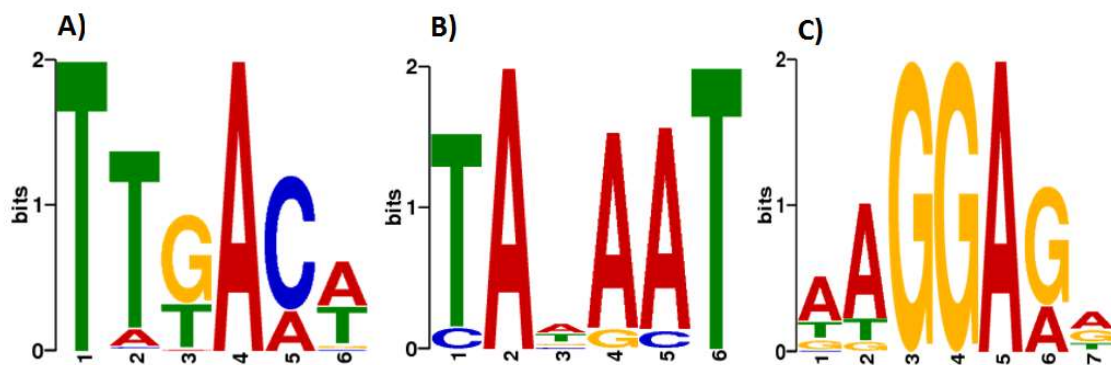 A)
2
1
0
bits
T T G A C A
A T A T
1 2 3 4 5 6
B)
2
1
0
bits
T A A A A T
C T G C
1 2 3 4 5 6
C)
2
1
0
bits
A A G G A G A
T T A G
G G T
1 2 3 4 5 6 7